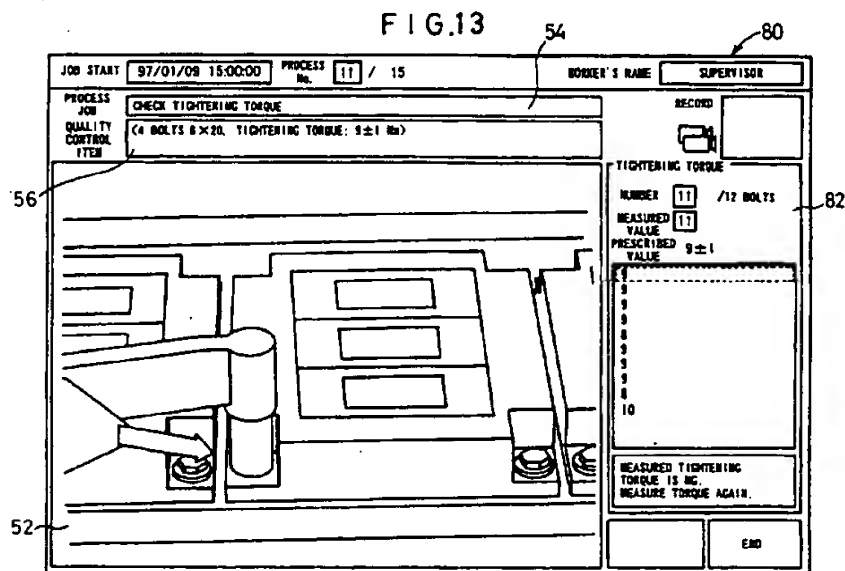 FIG.13
54
80
JOB START 97/01/09 15:00:00 PROCESS No. 11 / 15 WORKER'S NAME SUPERVISOR
PROCESS JOB CHECK TIGHTENING TORQUE
RECORD
QUALITY CONTROL ITEM (4 BOLTS 6×20, TIGHTENING TORQUE: 9±1 Nm)
56
TIGHTENING TORQUE
NUMBER 11 /12 BOLTS
82
MEASURED VALUE 11
PRESCRIBED VALUE 9±1
9
9
9
9
8
9
9
9
8
10
MEASURED TIGHTENING
TORQUE IS NG.
MEASURE TORQUE AGAIN.
52
END